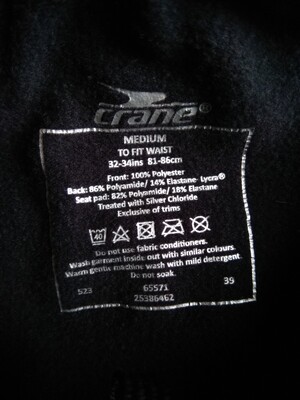 crane®
MEDIUM
TO FIT WAIST
32-34ins 81-86cm
Front: 100% Polyester
Back: 86% Polyamide/ 14% Elastane- Lycra®
Seat pad: 82% Polyamide/ 18% Elastane
Treated with Silver Chloride
Exclusive of trims
40
Do not use fabric conditioners.
Wash garment inside out with similar colours.
Warm gentle machine wash with mild detergent.
Do not soak.
S23 65571 39
25386462